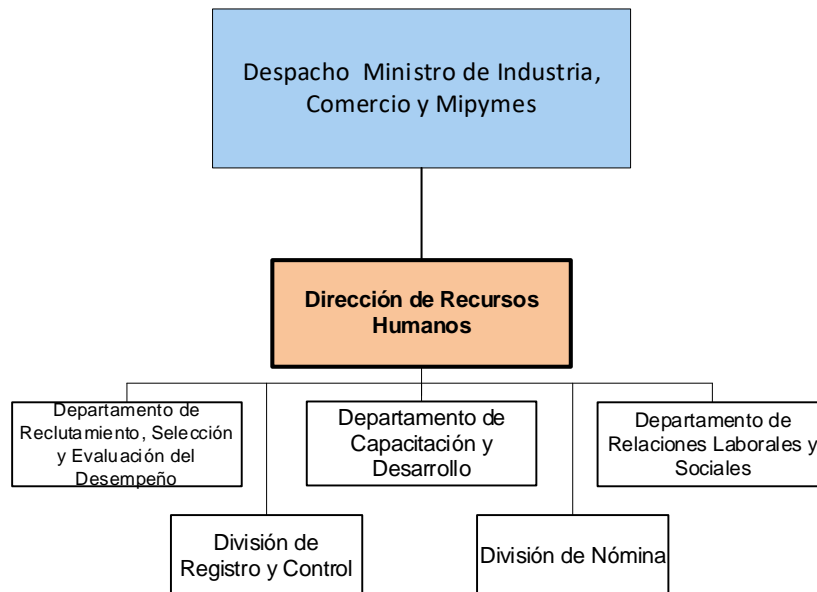 Despacho Ministro de Industria,
Comercio y Mipymes
Dirección de Recursos
Humanos
Departamento de
Reclutamiento, Selección
y Evaluación del
Desempeño
Departamento de
Capacitación y
Desarrollo
Departamento de
Relaciones Laborales y
Sociales
División de
Registro y Control
División de Nómina